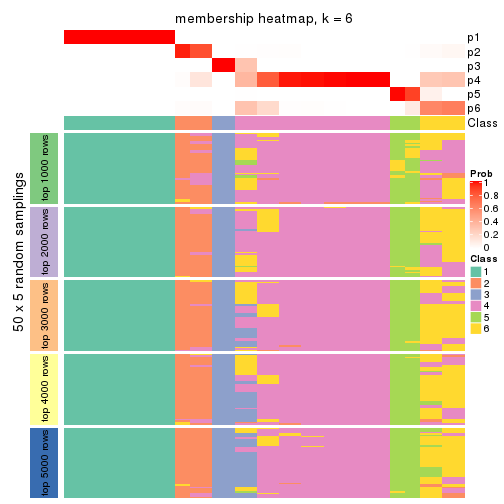 membership heatmap, k = 6
p1
p2
p3
p4
p5
p6
Class
50 x 5 random samplings
top 1000 rows
top 2000 rows
top 3000 rows
top 4000 rows
top 5000 rows
Prob
1
0.8
0.6
0.4
0.2
0
Class
1
2
3
4
5
6